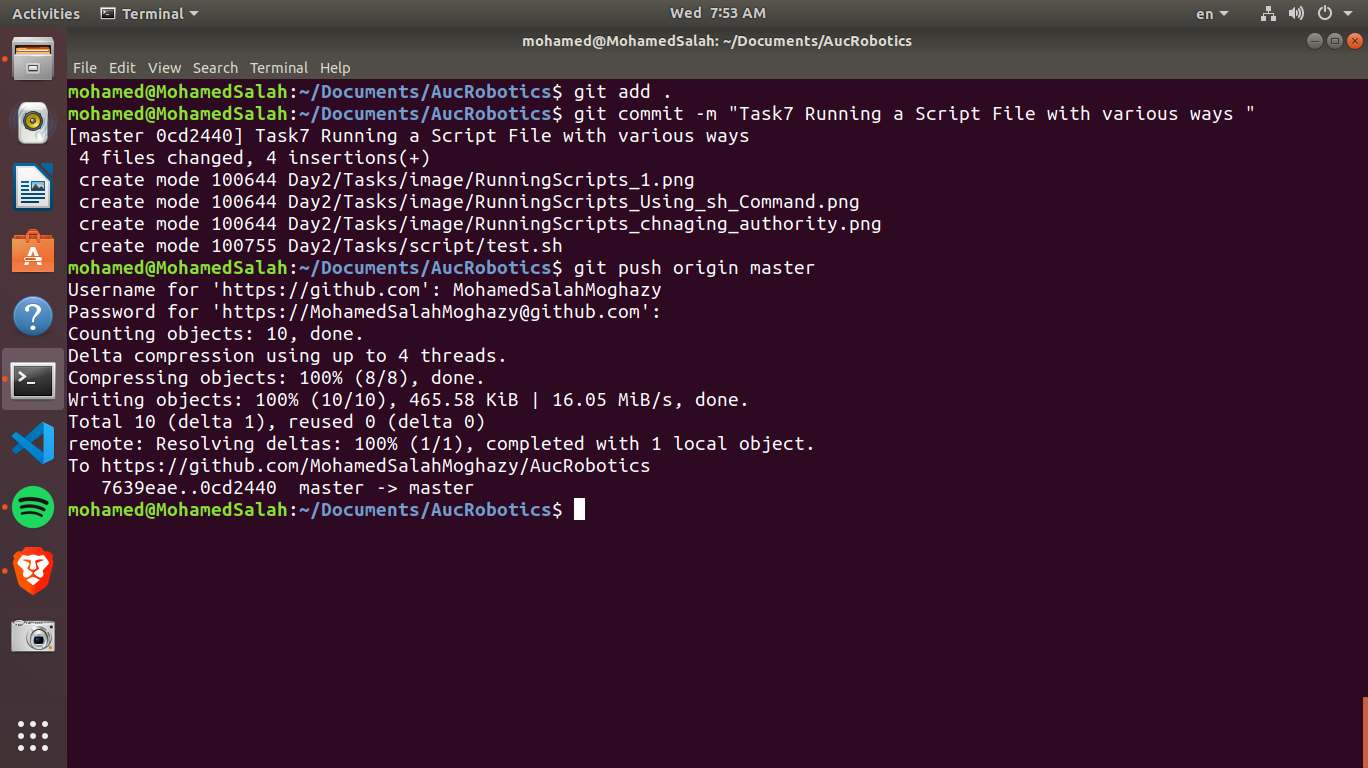 Activities Terminal Wed 7:53 AM en
mohamed@MohamedSalah: ~/Documents/AucRobotics
File Edit View Search Terminal Help
mohamed@MohamedSalah:~/Documents/AucRobotics$ git add .
mohamed@MohamedSalah:~/Documents/AucRobotics$ git commit -m "Task7 Running a Script File with various ways "
[master 0cd2440] Task7 Running a Script File with various ways
 4 files changed, 4 insertions(+)
 create mode 100644 Day2/Tasks/image/RunningScripts_1.png
 create mode 100644 Day2/Tasks/image/RunningScripts_Using_sh_Command.png
 create mode 100644 Day2/Tasks/image/RunningScripts_chnaging_authority.png
 create mode 100755 Day2/Tasks/script/test.sh
mohamed@MohamedSalah:~/Documents/AucRobotics$ git push origin master
Username for 'https://github.com': MohamedSalahMoghazy
Password for 'https://MohamedSalahMoghazy@github.com':
Counting objects: 10, done.
Delta compression using up to 4 threads.
Compressing objects: 100% (8/8), done.
Writing objects: 100% (10/10), 465.58 KiB | 16.05 MiB/s, done.
Total 10 (delta 1), reused 0 (delta 0)
remote: Resolving deltas: 100% (1/1), completed with 1 local object.
To https://github.com/MohamedSalahMoghazy/AucRobotics
   7639eae..0cd2440  master -> master
mohamed@MohamedSalah:~/Documents/AucRobotics$